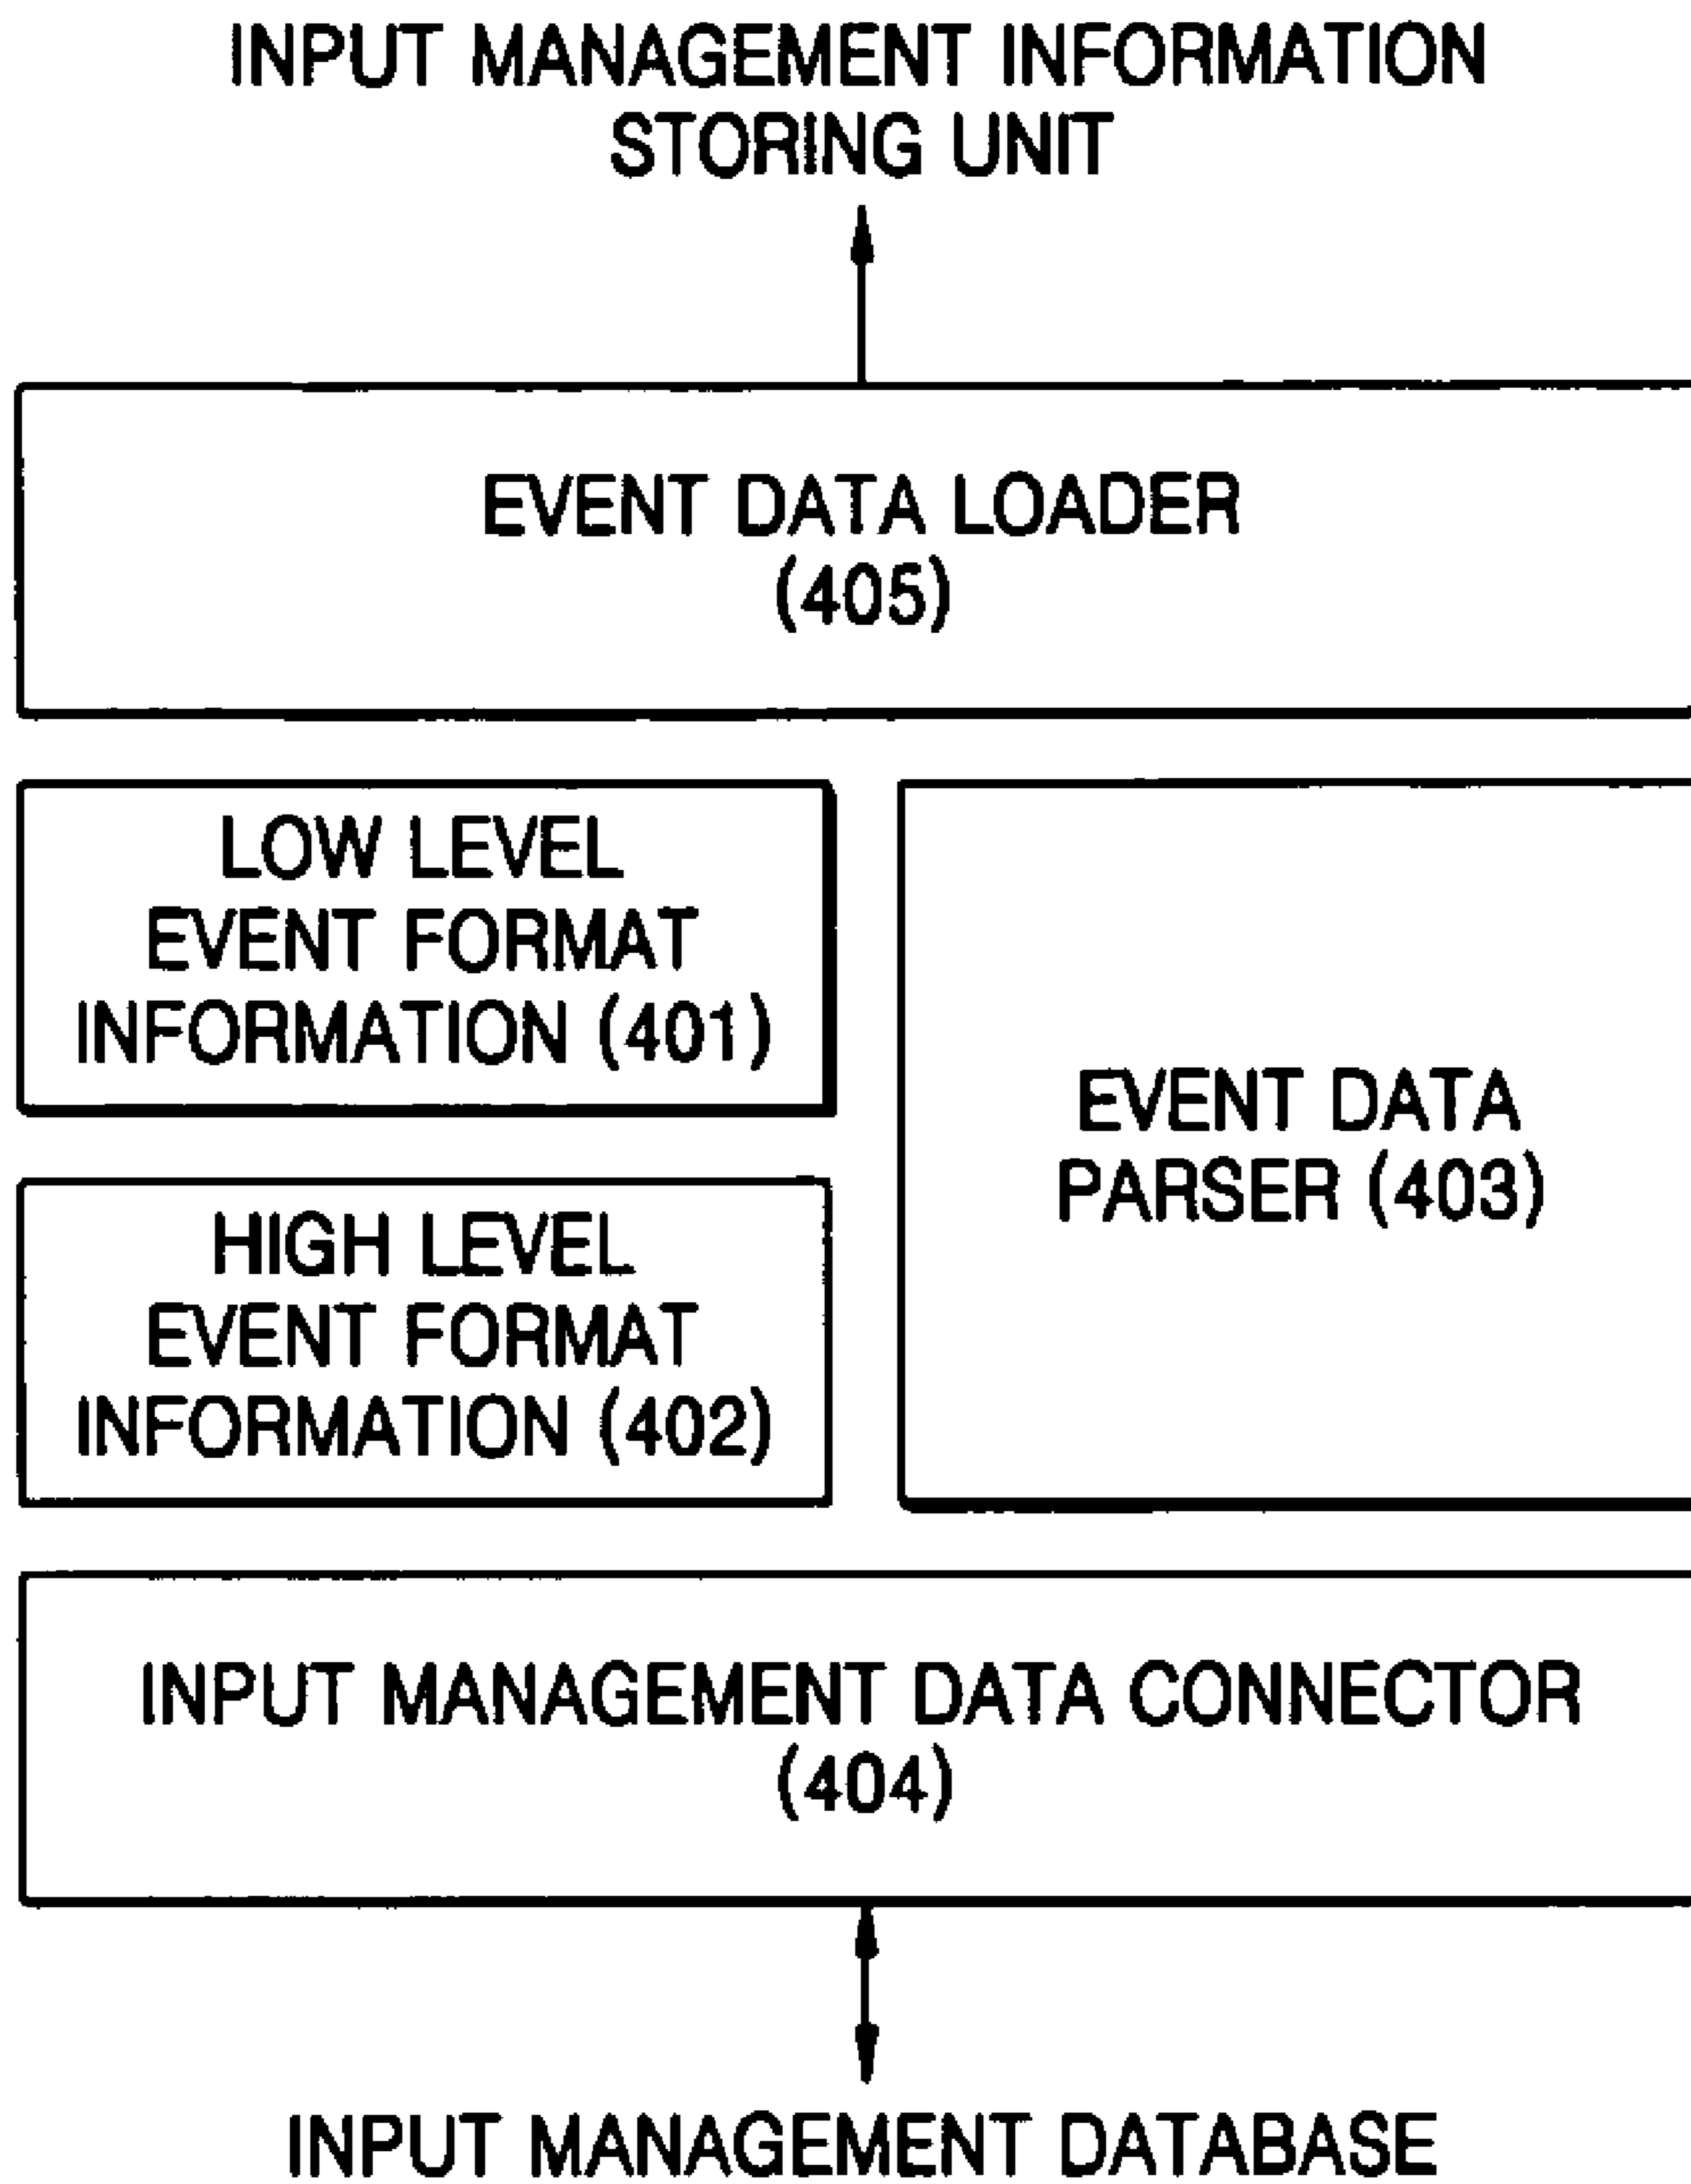 INPUT MANAGEMENT INFORMATION
STORING UNIT
EVENT DATA LOADER
(405)
LOW LEVEL
EVENT FORMAT
INFORMATION (401)
HIGH LEVEL
EVENT FORMAT
INFORMATION (402)
EVENT DATA
PARSER (403)
INPUT MANAGEMENT DATA CONNECTOR
(404)
INPUT MANAGEMENT DATABASE